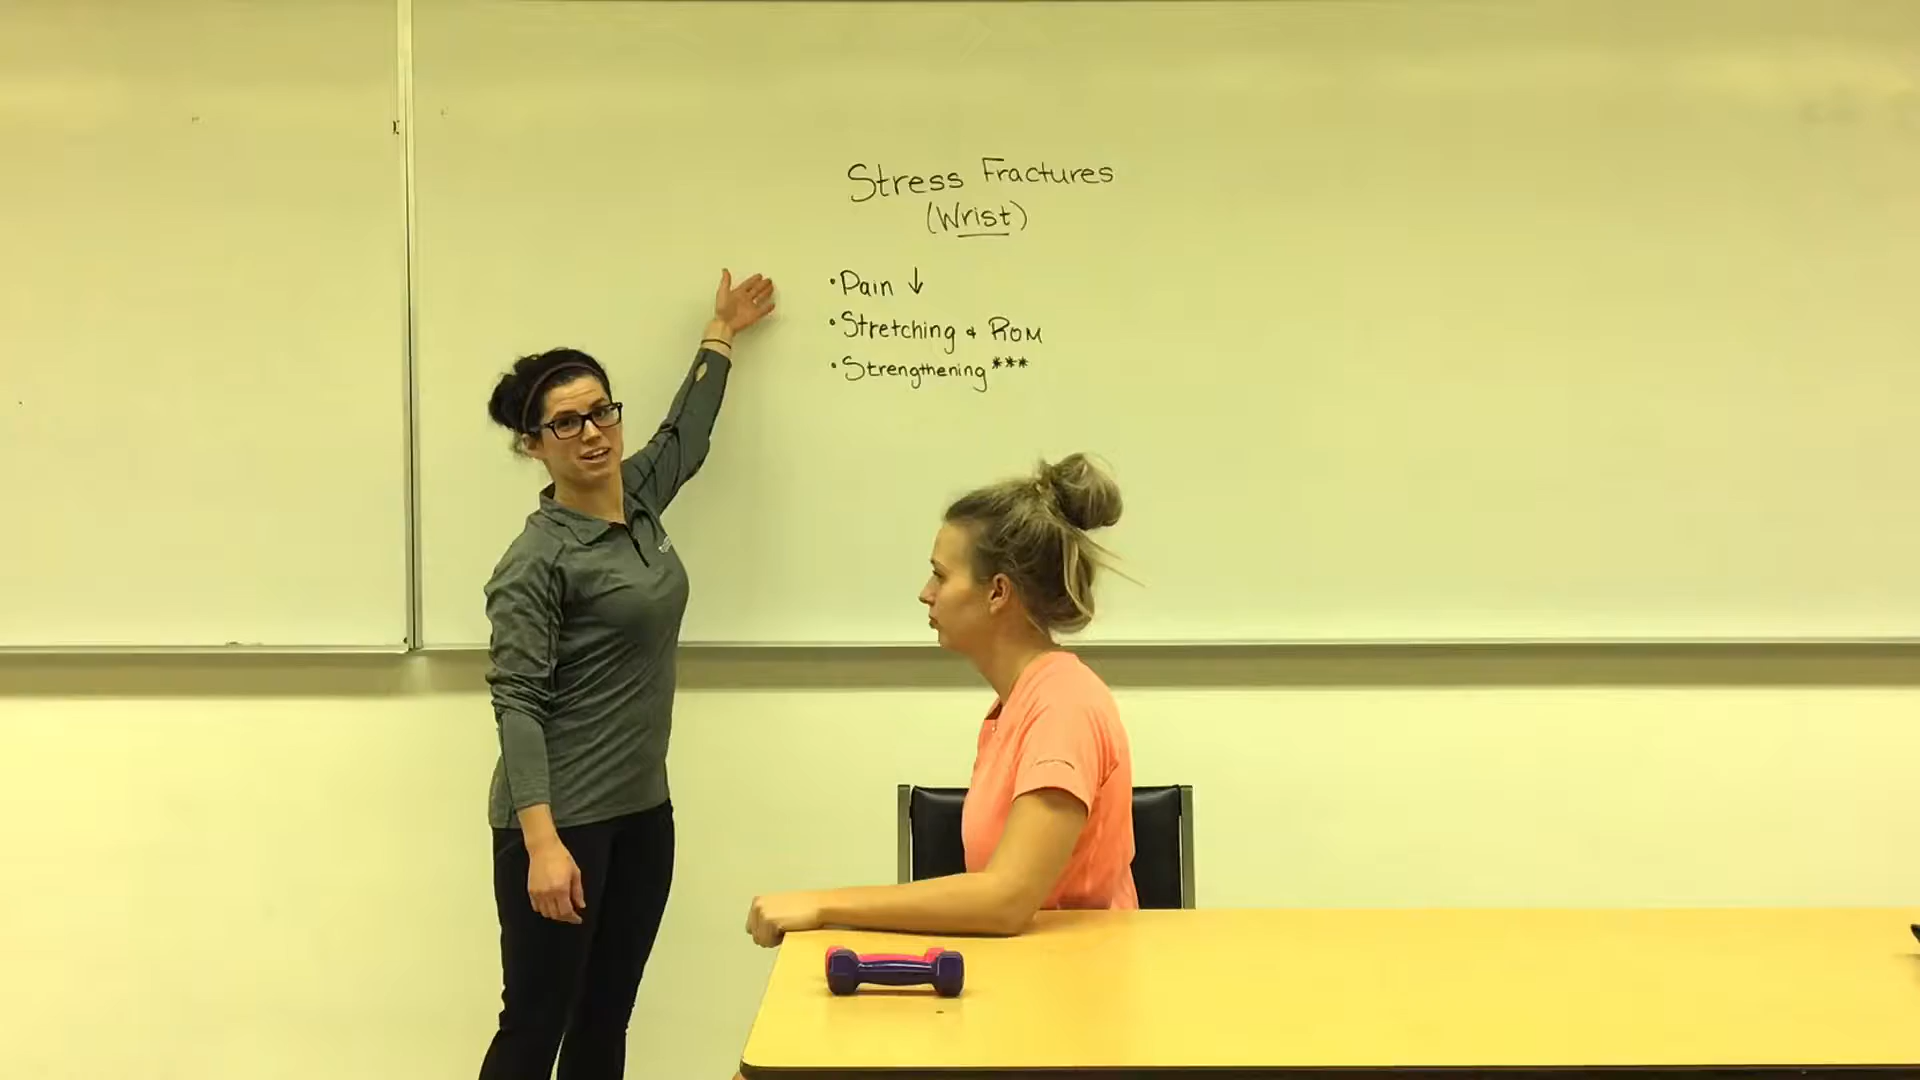 Stress Fractures
(Wrist)
•Pain ↓
•Stretching & ROM
•Strengthening ***